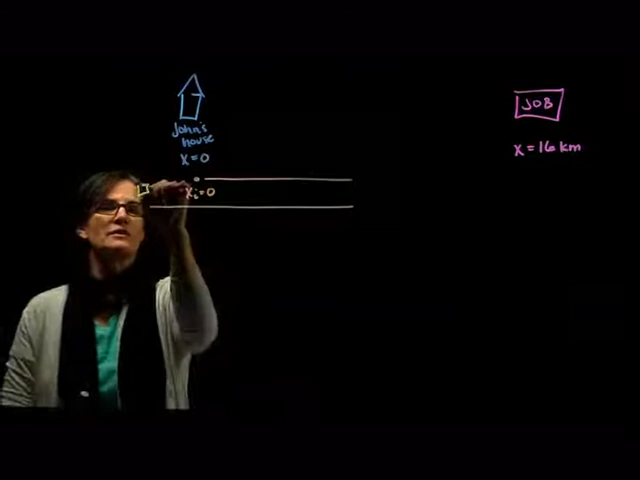 John's
house
x=0
xᵢ=0
JOB
x=16 km